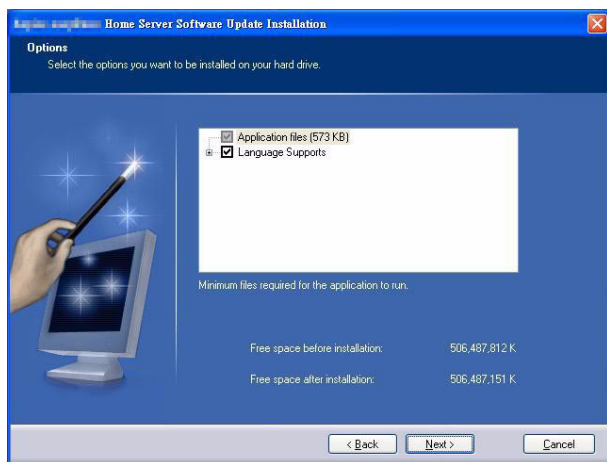 Home Server Software Update Installation
Options
Select the options you want to be installed on your hard drive.
Application files (573 KB)
Language Supports
Minimum files required for the application to run.
Free space before installation: 506,487,812 K
Free space after installation: 506,487,151 K
< Back
Next >
Cancel